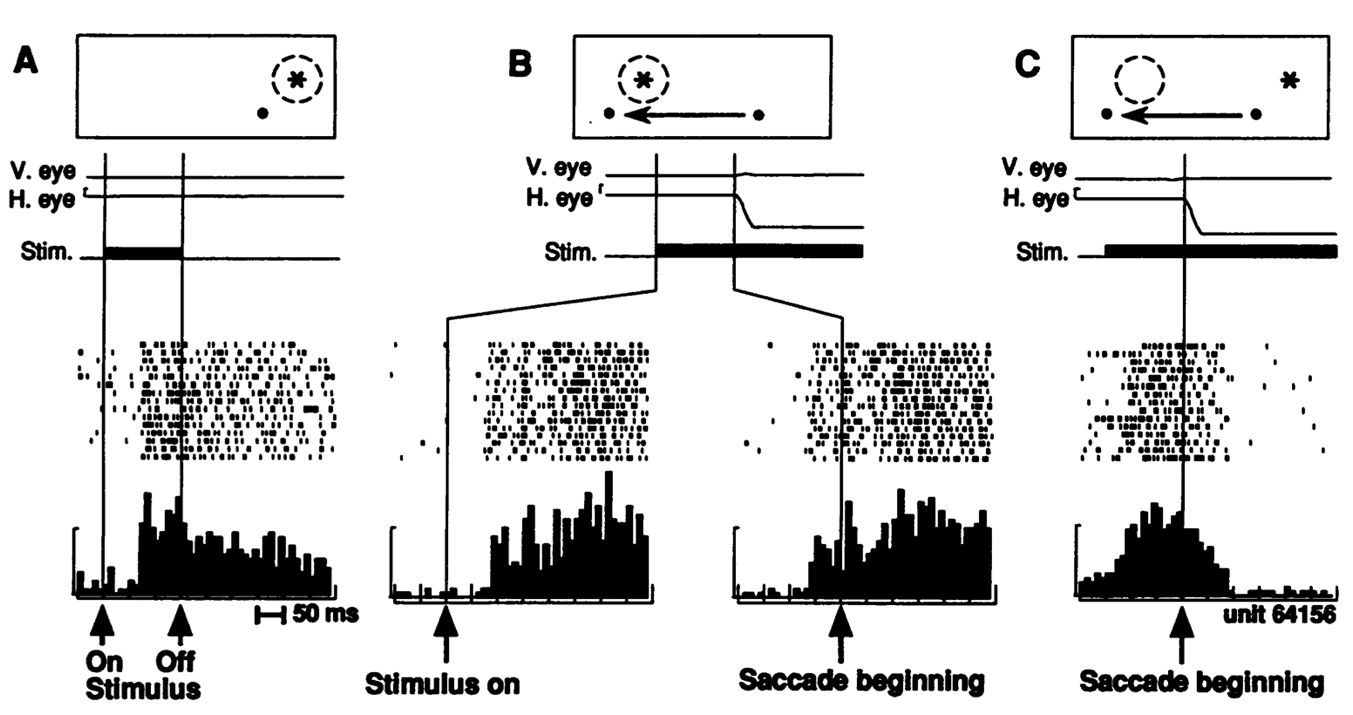 A
B
C
V. eye
H. eye r
Stim.
V. eye
H. eye r
Stim.
V. eye
H. eye r
Stim.
50 ms
unit 64156
On Off
Stimulus
Stimulus on
Saccade beginning
Saccade beginning